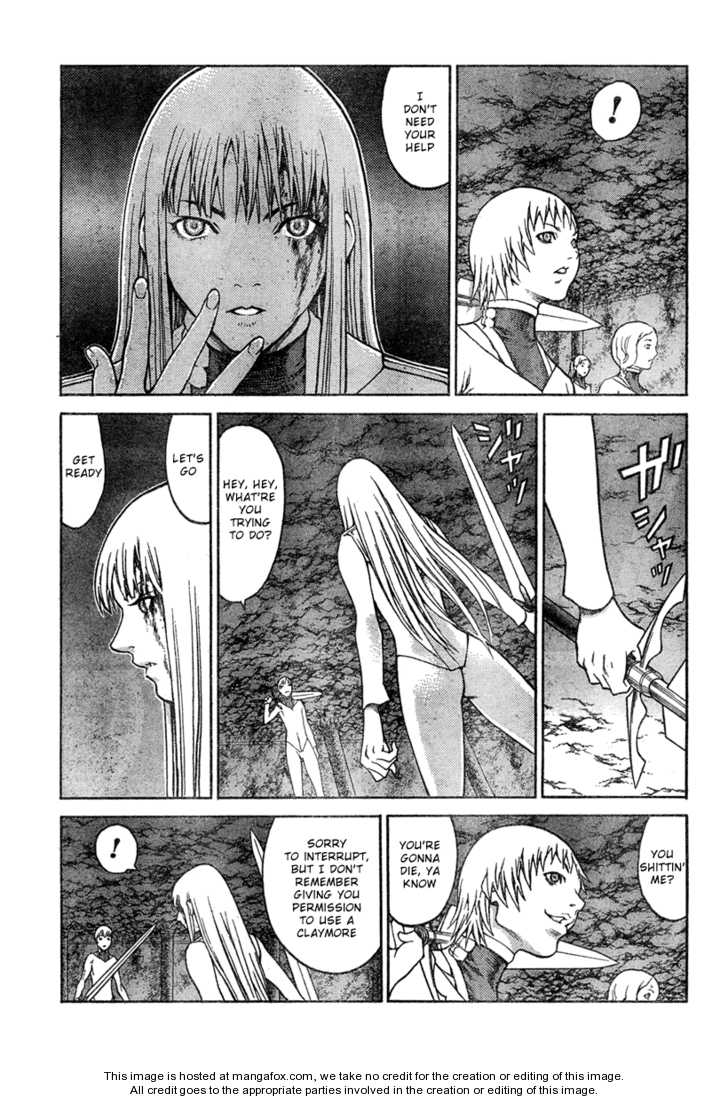 !
I
DON'T
NEED
YOUR
HELP
ガ
シャッ
ジャッ
HEY, HEY,
WHAT'RE
YOU
TRYING
TO DO?
LET'S
GO
GET
READY
YOU
SHITTIN'
ME?
YOU'RE
GONNA
DIE, YA
KNOW
SORRY
TO INTERRUPT,
BUT I DON'T
REMEMBER
GIVING YOU
PERMISSION
TO USE A
CLAYMORE
!
This image is hosted at mangafox.com, we take no credit for the creation or editing of this image.
All credit goes to the appropriate parties involved in the creation or editing of this image.